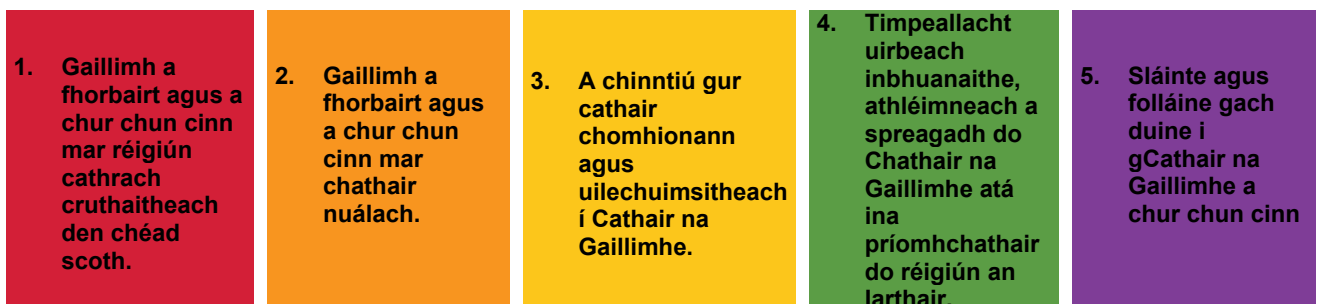 1. Gaillimh a
fhorbairt agus a
chur chun cinn
mar réigiún
cathrach
cruthaitheach
den chéad
scoth.
2. Gaillimh a
fhorbairt agus
a chur chun
cinn mar
chathair
nuálach.
3. A chinntiú gur
cathair
chomhionann
agus
uilechuimsitheach
í Cathair na
Gaillimhe.
4. Timpeallacht
uirbeach
inbhuanaithe,
athléimneach a
spreagadh do
Chathair na
Gaillimhe atá
ina
príomhchathair
do réigiún an
Iarthair.
5. Sláinte agus
folláine gach
duine i
gCathair na
Gaillimhe a
chur chun cinn